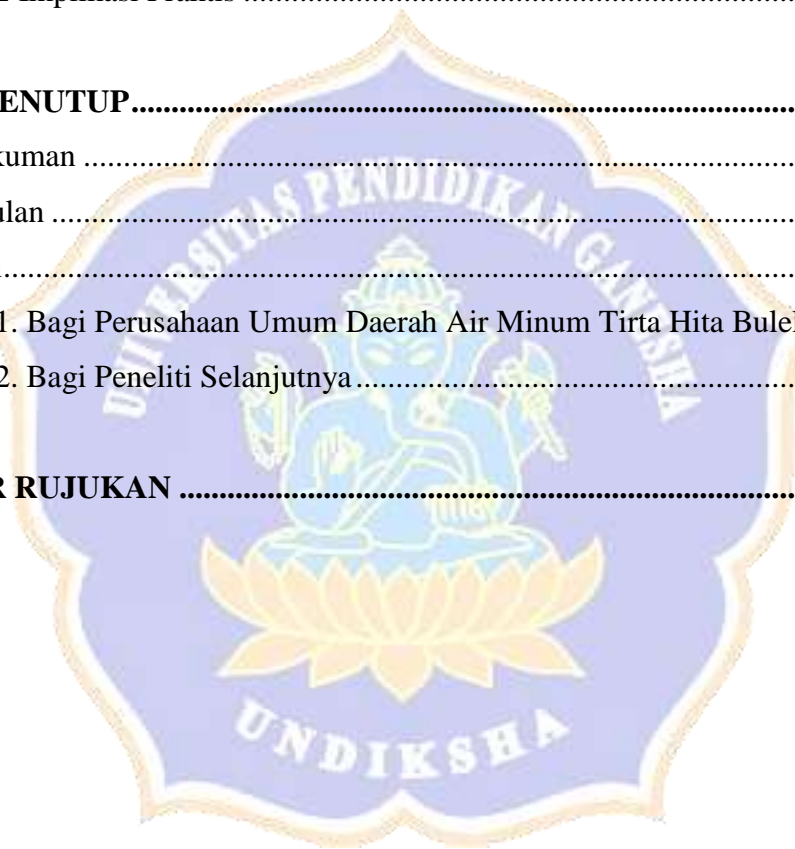 Implikasi Praktis ........................................................................
ENUTUP....................................................................................
kuman ..........................................................................................
ulan ..............................................................................................
....................................................................................................
1. Bagi Perusahaan Umum Daerah Air Minum Tirta Hita Bule
2. Bagi Peneliti Selanjutnya ........................................................
R RUJUKAN ..............................................................................
UNIVERSITAS PENDIDIKAN GANESHA
UNDIKSHA